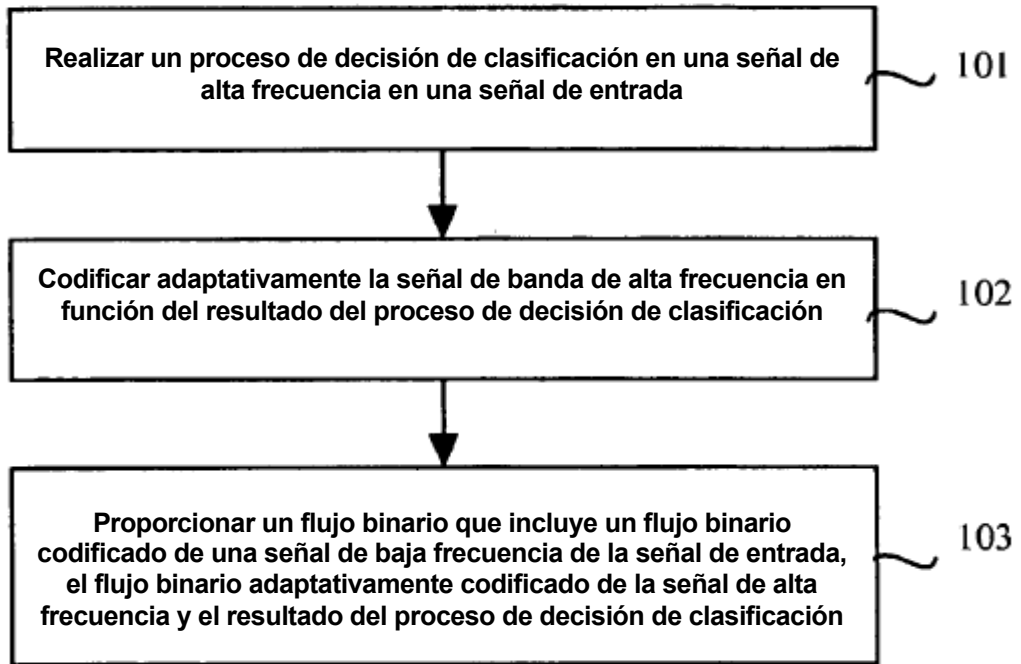 Realizar un proceso de decisión de clasificación en una señal de
alta frecuencia en una señal de entrada
101
Codificar adaptativamente la señal de banda de alta frecuencia en
función del resultado del proceso de decisión de clasificación
102
Proporcionar un flujo binario que incluye un flujo binario
codificado de una señal de baja frecuencia de la señal de entrada,
el flujo binario adaptativamente codificado de la señal de alta
frecuencia y el resultado del proceso de decisión de clasificación
103